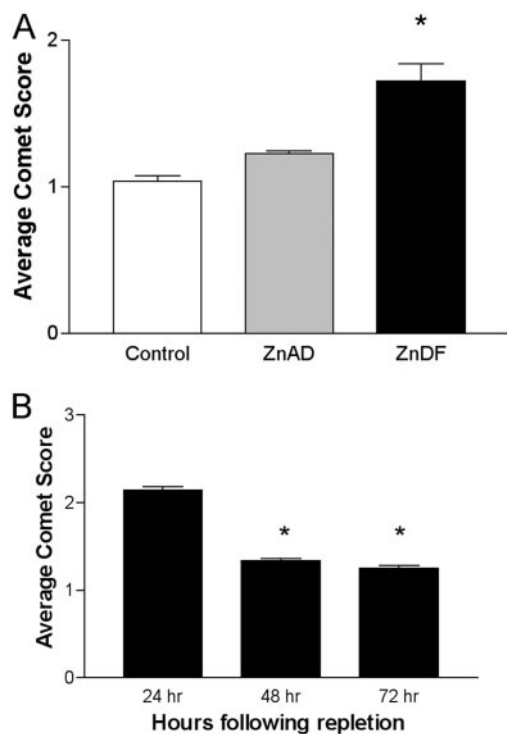 A
Average Comet Score
2
1
0
*
Control ZnAD ZnDF
B
Average Comet Score
3
2
1
0
* *
24 hr 48 hr 72 hr
Hours following repletion